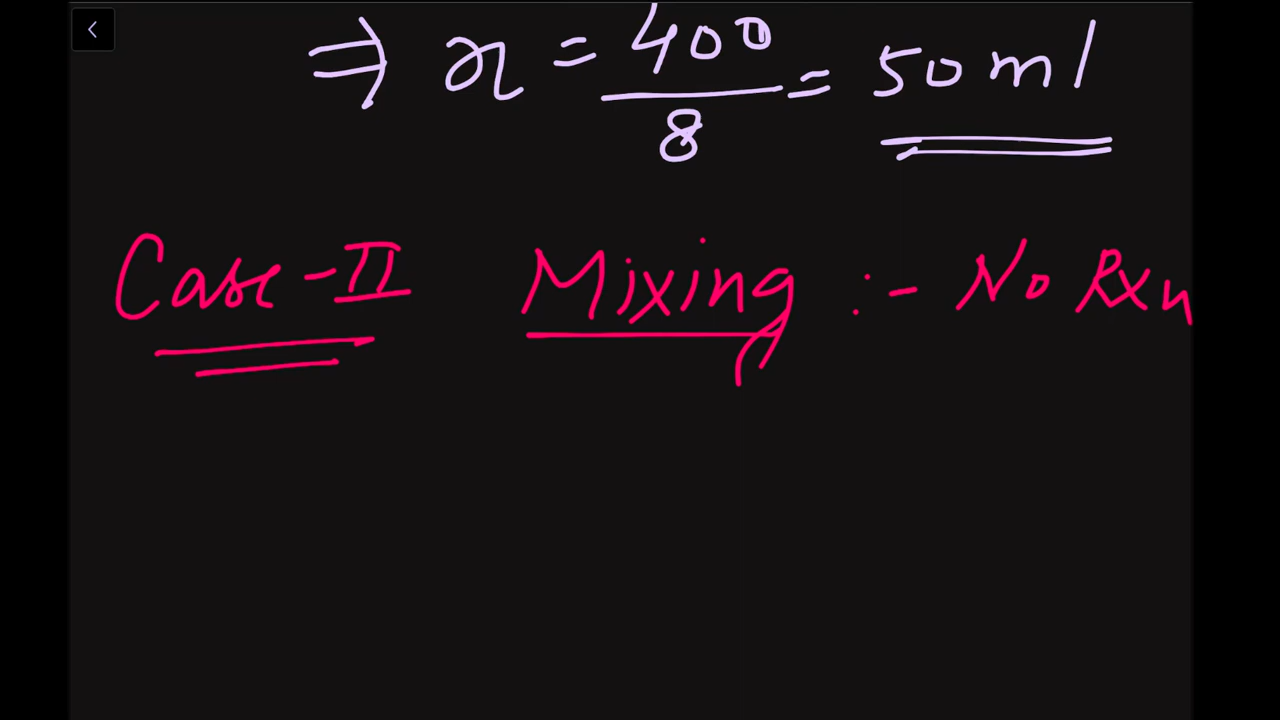 ⇒ x = 400/8 = 50 ml
Case-II Mixing :- No Rxn